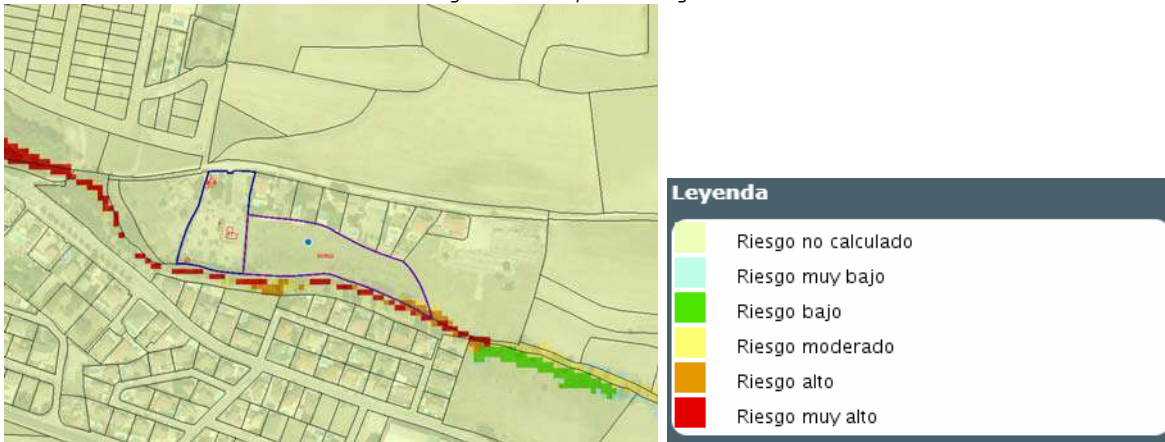 Leyenda
Riesgo no calculado
Riesgo muy bajo
Riesgo bajo
Riesgo moderado
Riesgo alto
Riesgo muy alto